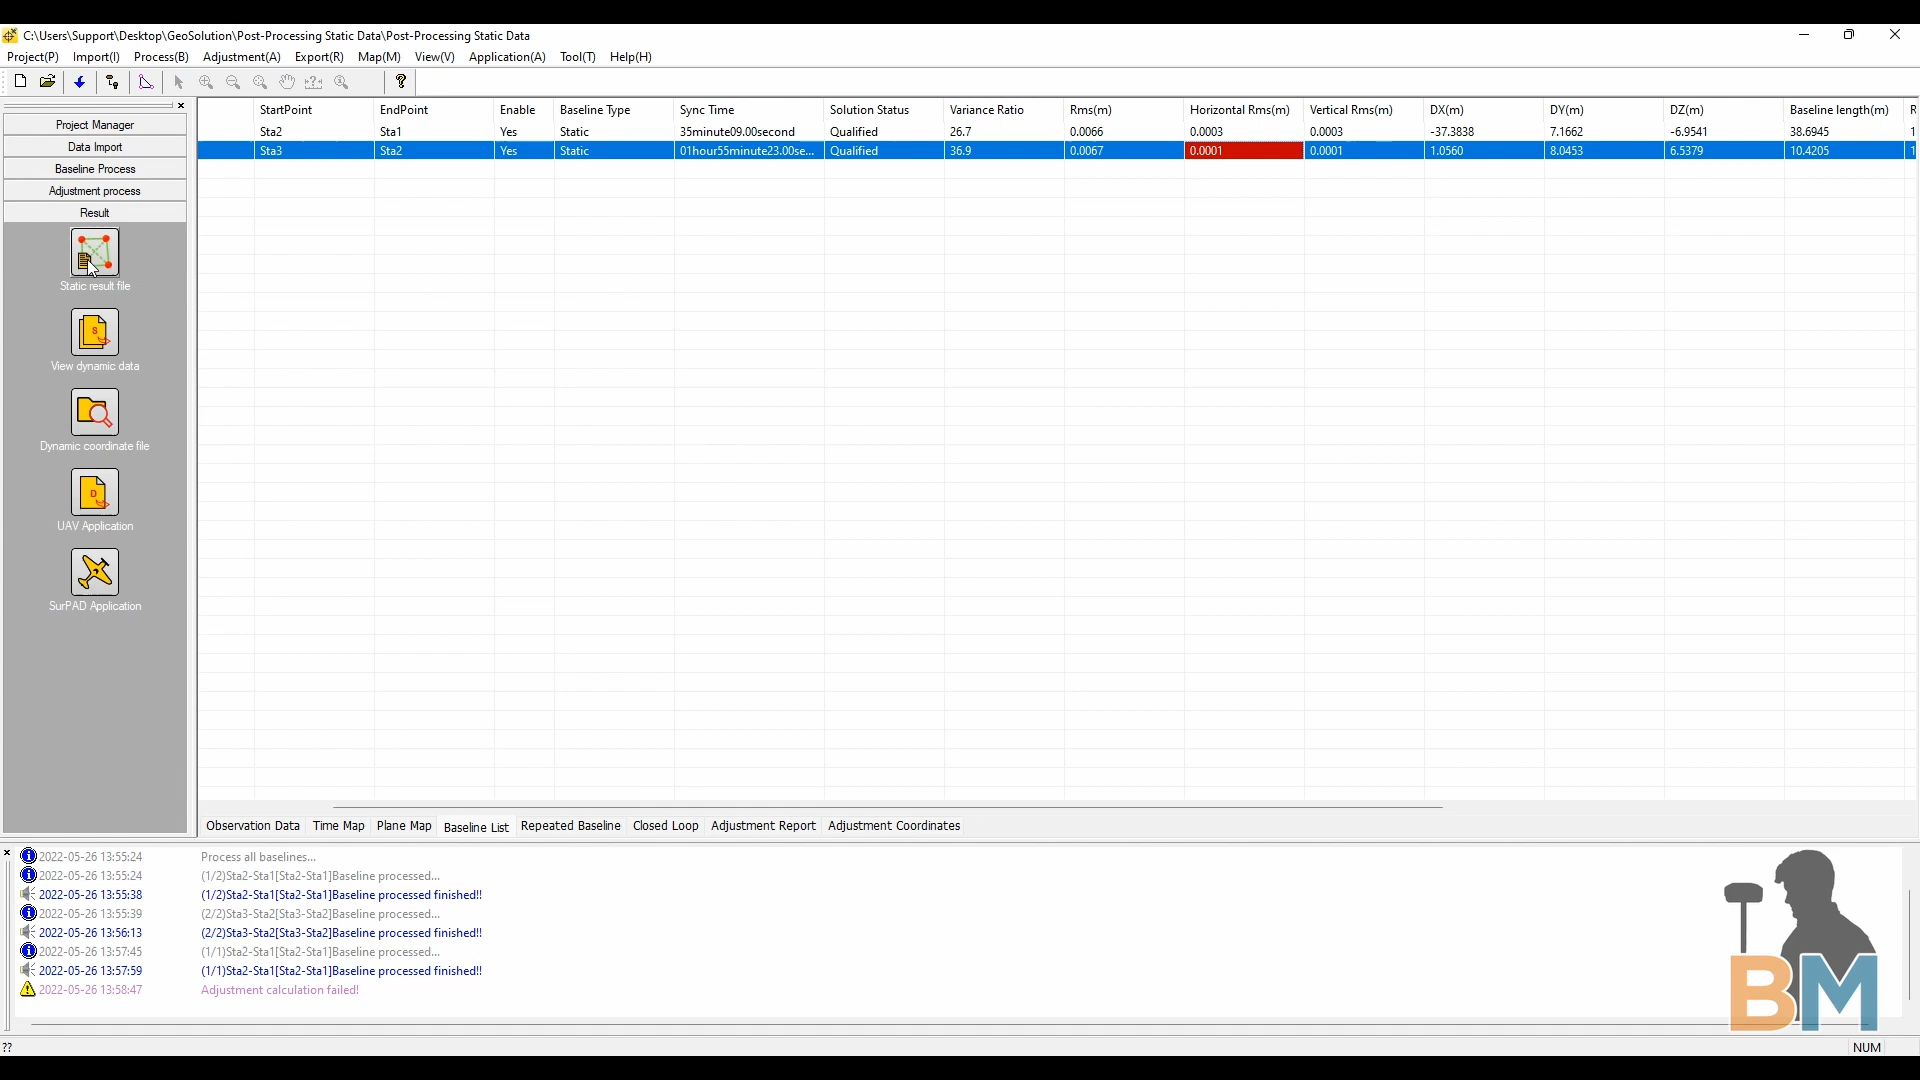 C:\Users\Support\Desktop\GeoSolution\Post-Processing Static Data\Post-Processing Static Data
Project(P) Import(I) Process(B) Adjustment(A) Export(R) Map(M) View(V) Application(A) Tool(T) Help(H)
Project Manager
Data Import
Baseline Process
Adjustment process
Result
Static result file
View dynamic data
Dynamic coordinate file
UAV Application
SurPAD Application
StartPoint EndPoint Enable Baseline Type Sync Time Solution Status Variance Ratio Rms(m) Horizontal Rms(m) Vertical Rms(m) DX(m) DY(m) DZ(m) Baseline length(m) R
Sta2 Sta1 Yes Static 35minute09.00second Qualified 26.7 0.0066 0.0003 0.0003 -37.3838 7.1662 -6.9541 38.6945 1
Sta3 Sta2 Yes Static 01hour55minute23.00se... Qualified 36.9 0.0067 0.0001 0.0001 1.0560 8.0453 6.5379 10.4205 1
Observation Data Time Map Plane Map Baseline List Repeated Baseline Closed Loop Adjustment Report Adjustment Coordinates
2022-05-26 13:55:24 Process all baselines...
2022-05-26 13:55:24 (1/2)Sta2-Sta1[Sta2-Sta1]Baseline processed...
2022-05-26 13:55:38 (1/2)Sta2-Sta1[Sta2-Sta1]Baseline processed finished!!
2022-05-26 13:55:39 (2/2)Sta3-Sta2[Sta3-Sta2]Baseline processed...
2022-05-26 13:56:13 (2/2)Sta3-Sta2[Sta3-Sta2]Baseline processed finished!!
2022-05-26 13:57:45 (1/1)Sta2-Sta1[Sta2-Sta1]Baseline processed...
2022-05-26 13:57:59 (1/1)Sta2-Sta1[Sta2-Sta1]Baseline processed finished!!
2022-05-26 13:58:47 Adjustment calculation failed!
BM
?? NUM